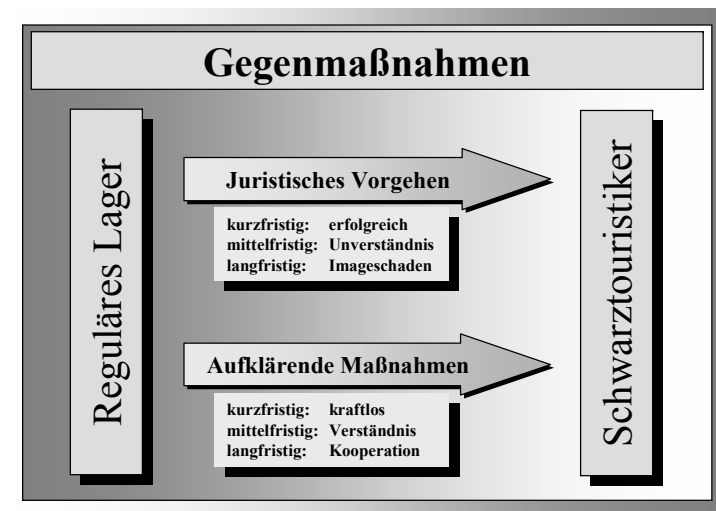 Gegenmaßnahmen
Reguläres Lager
Juristisches Vorgehen
kurzfristig: erfolgreich
mittelfristig: Unverständnis
langfristig: Imageschaden
Aufklärende Maßnahmen
kurzfristig: kraftlos
mittelfristig: Verständnis
langfristig: Kooperation
Schwarztouristiker